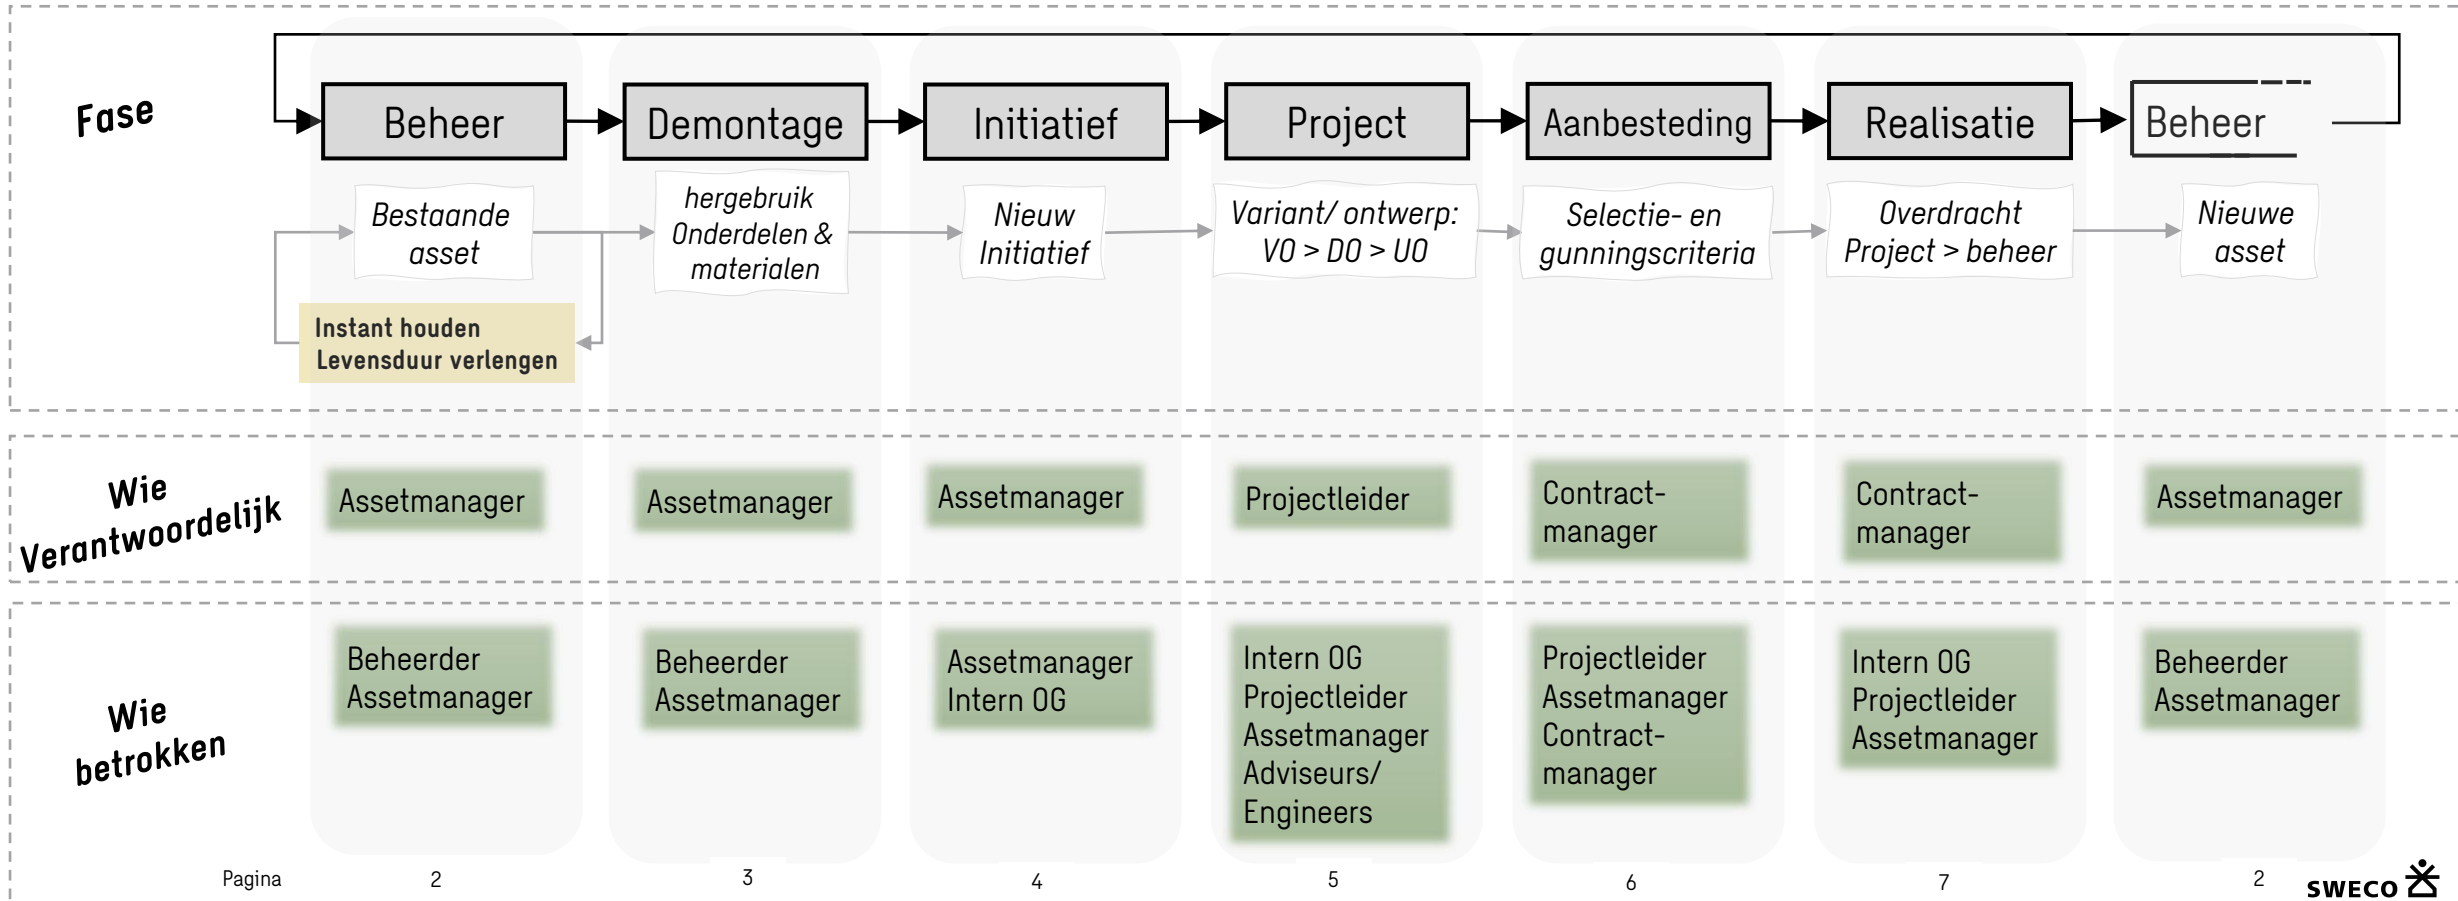 Fase
Beheer
Demontage
Initiatief
Project
Aanbesteding
Realisatie
Beheer
Bestaande
asset
hergebruik
Onderdelen &
materialen
Nieuw
Initiatief
Variant/ ontwerp:
VO > DO > UO
Selectie- en
gunningscriteria
Overdracht
Project > beheer
Nieuwe
asset
Instant houden
Levensduur verlengen
Wie
Verantwoordelijk
Assetmanager
Assetmanager
Assetmanager
Projectleider
Contract-
manager
Contract-
manager
Assetmanager
Wie
betrokken
Beheerder
Assetmanager
Beheerder
Assetmanager
Assetmanager
Intern OG
Intern OG
Projectleider
Assetmanager
Adviseurs/
Engineers
Projectleider
Assetmanager
Contract-
manager
Intern OG
Projectleider
Assetmanager
Beheerder
Assetmanager
Pagina 2 3 4 5 6 7 2
SWECO